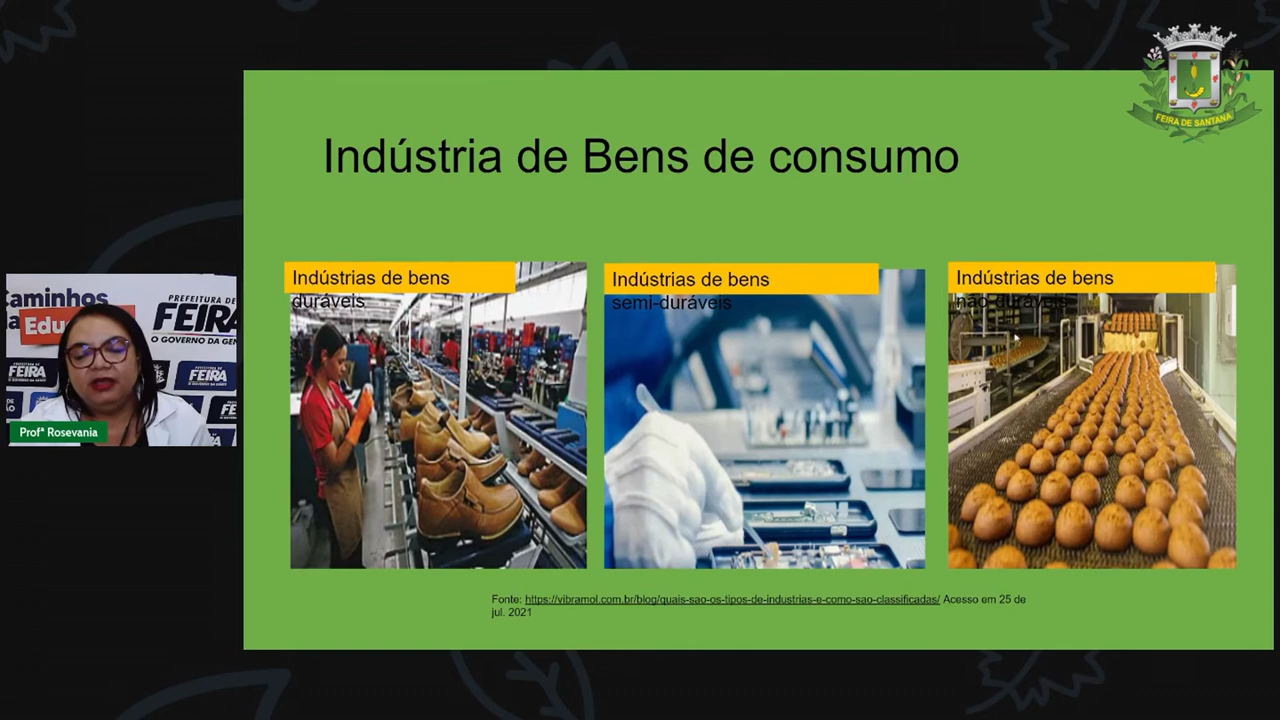 FEIRA DE SANTANA
Indústria de Bens de consumo
Indústrias de bens
duráveis
Indústrias de bens
semi-duráveis
Indústrias de bens
não-duráveis
Fonte: https://vibramol.com.br/blog/quais-sao-os-tipos-de-industrias-e-como-sao-classificadas/ Acesso em 25 de
jul. 2021
aminhos
Edu
PREFEITURA DE
FEIRA
O GOVERNO DA GEN
FEIRA
FEIRA
Profª Rosevania